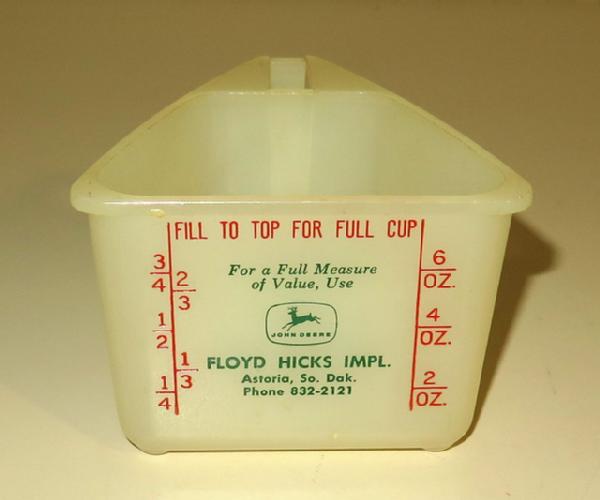 FILL TO TOP FOR FULL CUP
3/4
2/3
1/2
1/3
1/4
For a Full Measure
of Value, Use
JOHN DEERE
FLOYD HICKS IMPL.
Astoria, So. Dak.
Phone 832-2121
6
OZ.
4
OZ.
2
OZ.